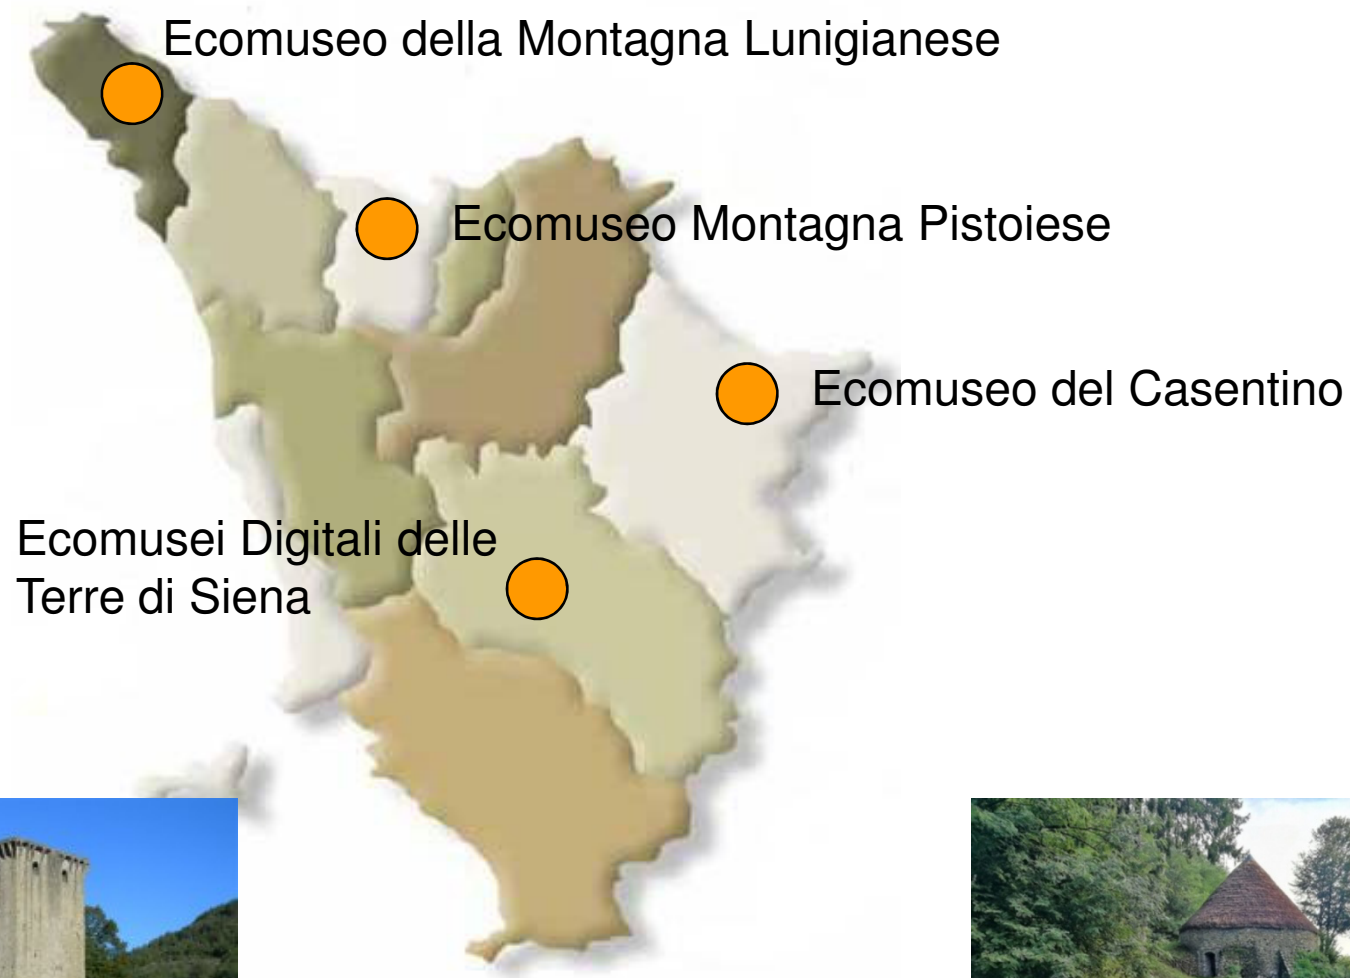 Ecomuseo della Montagna Lunigianese
Ecomuseo Montagna Pistoiese
Ecomuseo del Casentino
Ecomusei Digitali delle
Terre di Siena